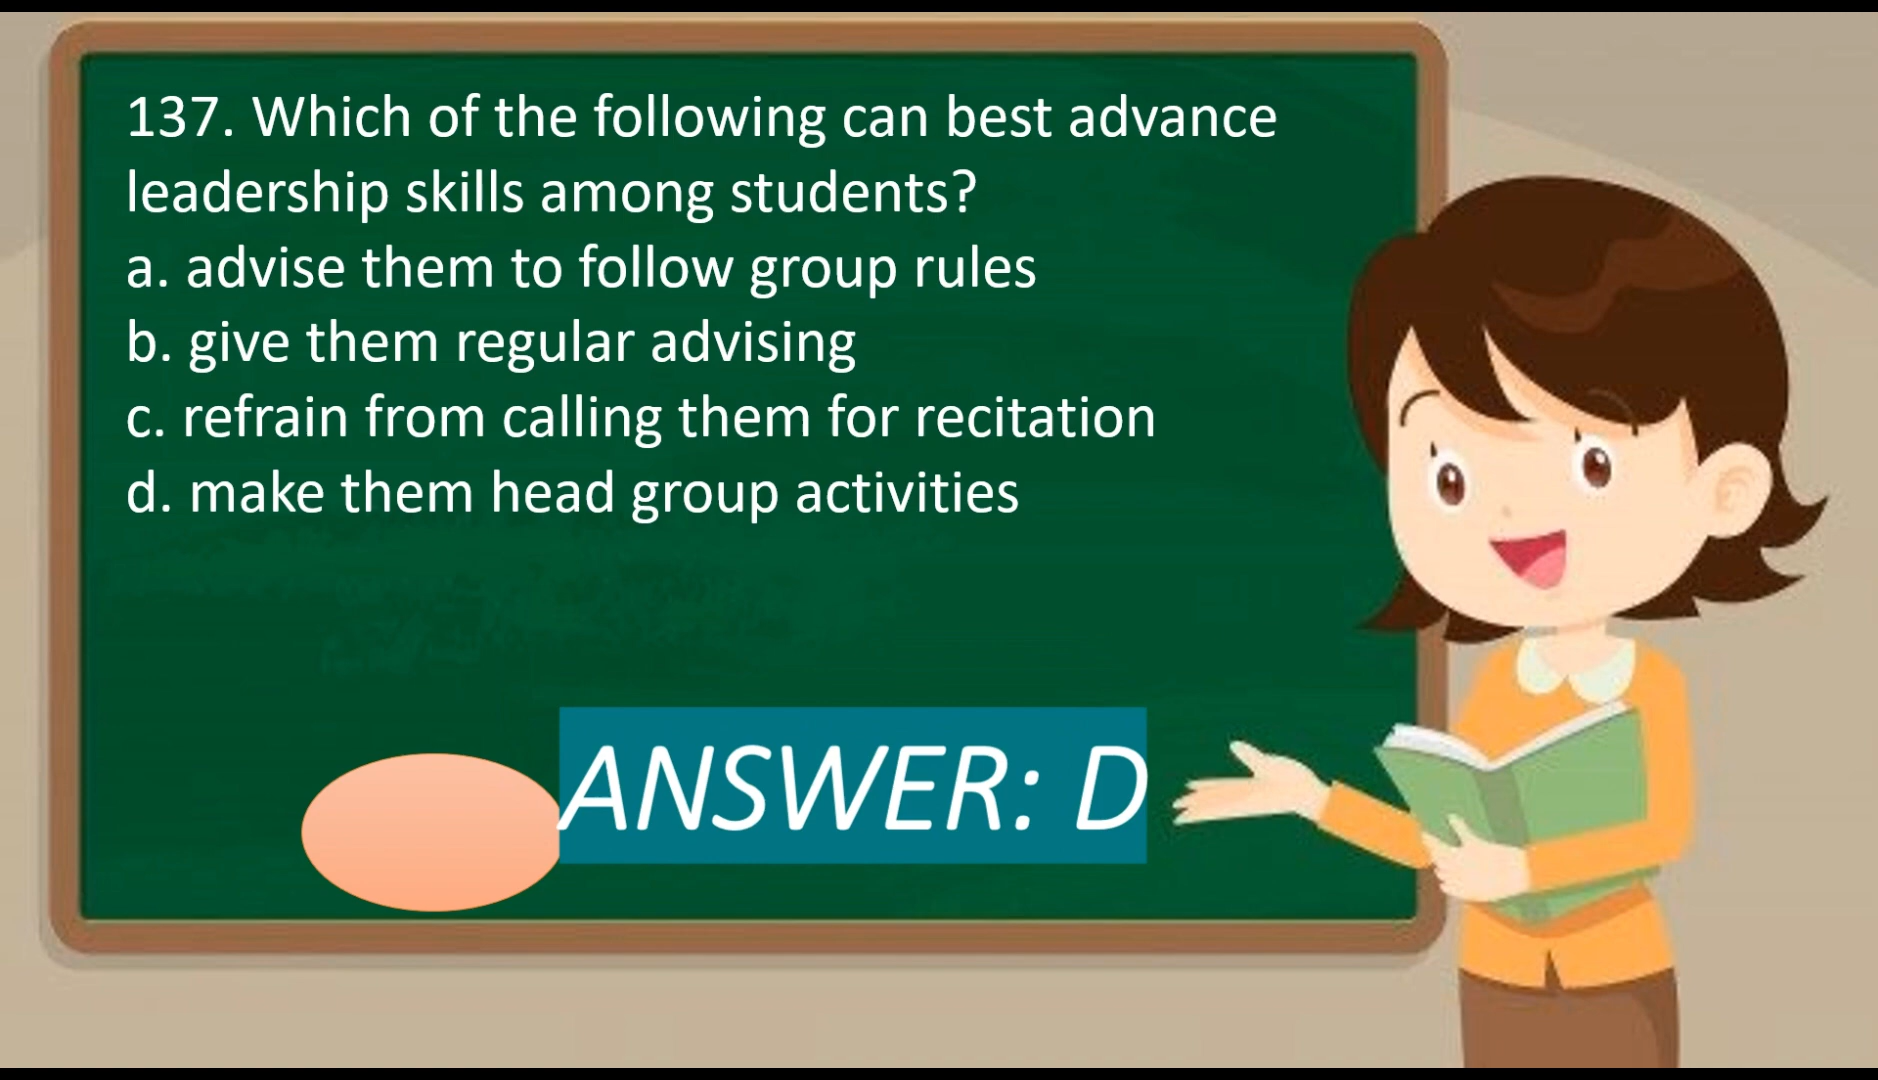 137. Which of the following can best advance
leadership skills among students?
a. advise them to follow group rules
b. give them regular advising
c. refrain from calling them for recitation
d. make them head group activities
ANSWER: D